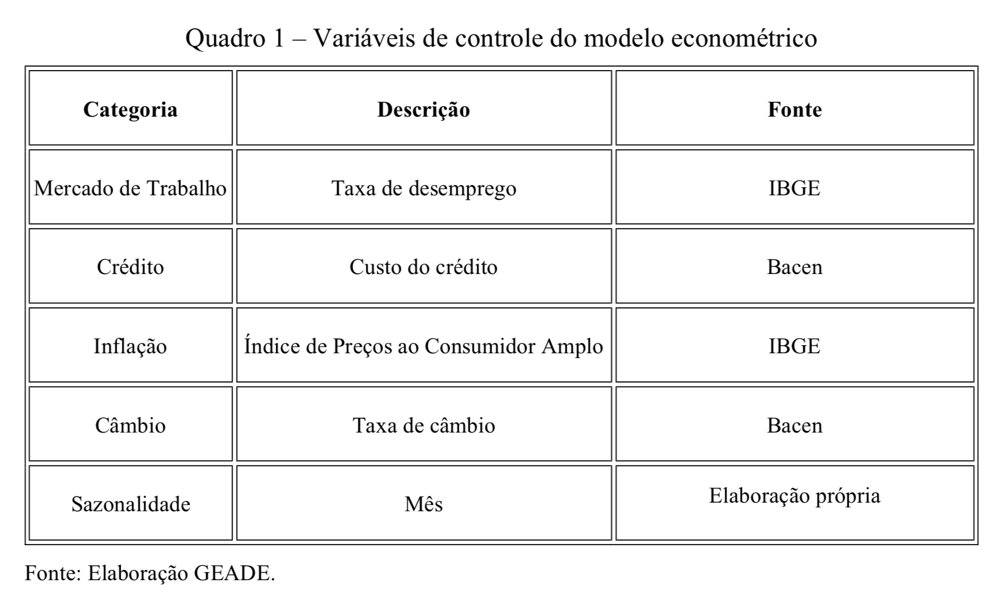 Quadro 1 – Variáveis de controle do modelo econométrico
Categoria Descrição Fonte
Mercado de Trabalho Taxa de desemprego IBGE
Crédito Custo do crédito Bacen
Inflação Índice de Preços ao Consumidor Amplo IBGE
Câmbio Taxa de câmbio Bacen
Sazonalidade Mês Elaboração própria
Fonte: Elaboração GEADE.